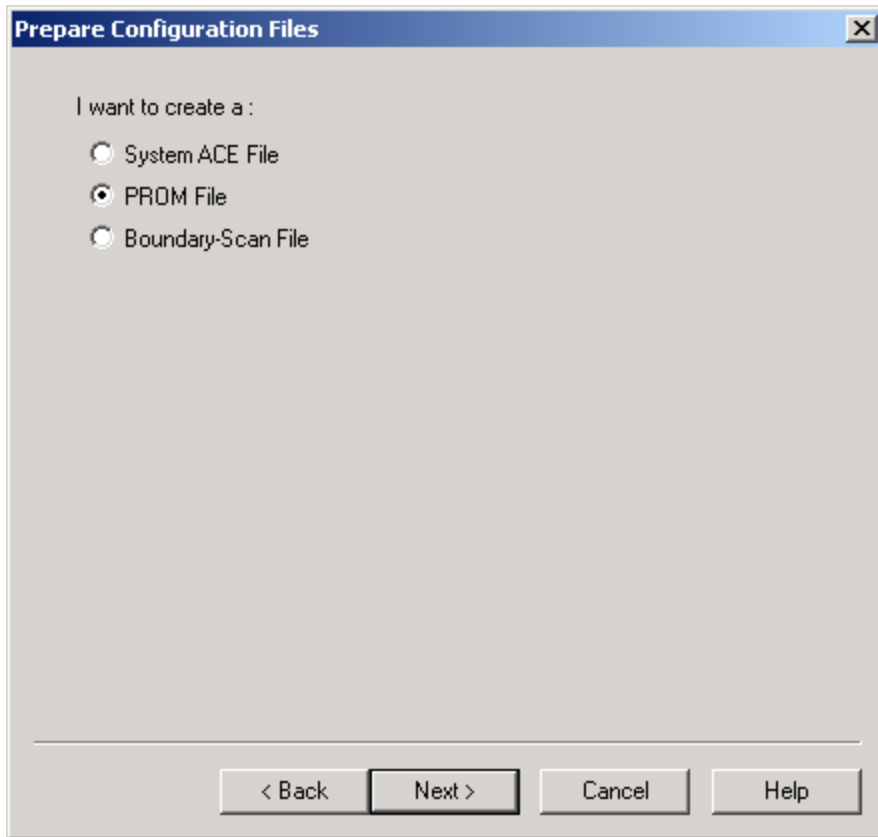 Prepare Configuration Files
I want to create a :
System ACE File
PROM File
Boundary-Scan File
< Back Next > Cancel Help